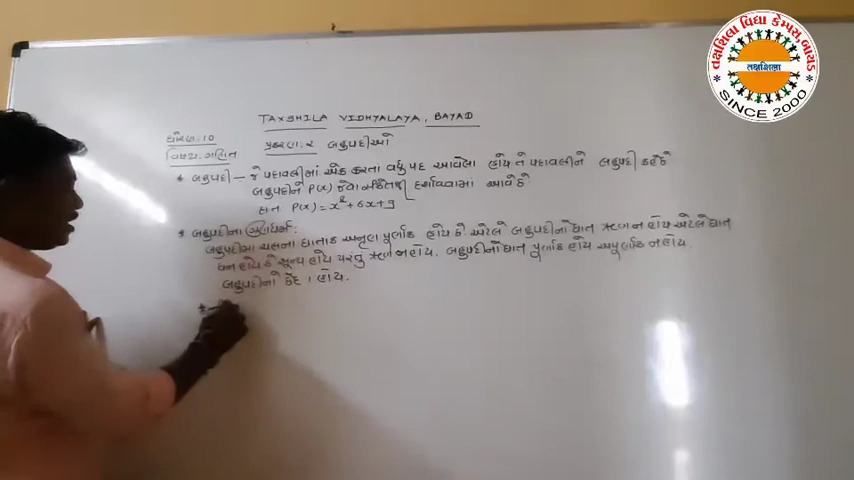 તક્ષશિલા વિદ્યા કેમ્પસ, બાયડ
તક્ષશિલા
SINCE 2000
TAXSHILA VIDHYALAYA, BAYAD
ધોરણ.10
પ્રકરણ.2 બહુપદીઓ
વિષય.ગણિત
* બહુપદી – જે પદાવલીમાં એક કરતાં વધુ પદ આવેલા હોય તે પદાવલીને બહુપદી કહે છે
બહુપદીને P(x) જેવા સંકેતથી દર્શાવવામાં આવે છે
P(x) = x²+6x+9
* બહુપદીના ગુણધર્મ:
બહુપદીમાં ચલના ઘાતાંક અનૃણ પૂર્ણાંક હોય છે. એટલે બહુપદીનો ઘાત ઋણ ન હોય એટલે ઘાત
ધન હોય કે શૂન્ય હોય પરંતુ ઋણ ન હોય. બહુપદીનો ઘાત પૂર્ણાંક હોય અપૂર્ણાંક ન હોય.
બહુપદીનો છેદ 1 હોય.
*